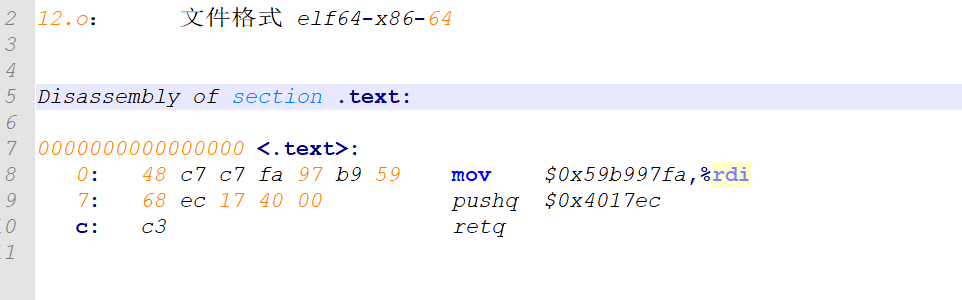 2 12.o:      文件格式 elf64-x86-64
3
4
5 Disassembly of section .text:
6
7 0000000000000000 <.text>:
8    0:   48 c7 c7 fa 97 b9 59    mov    $0x59b997fa,%rdi
9    7:   68 ec 17 40 00          pushq  $0x4017ec
10   c:   c3                      retq
11